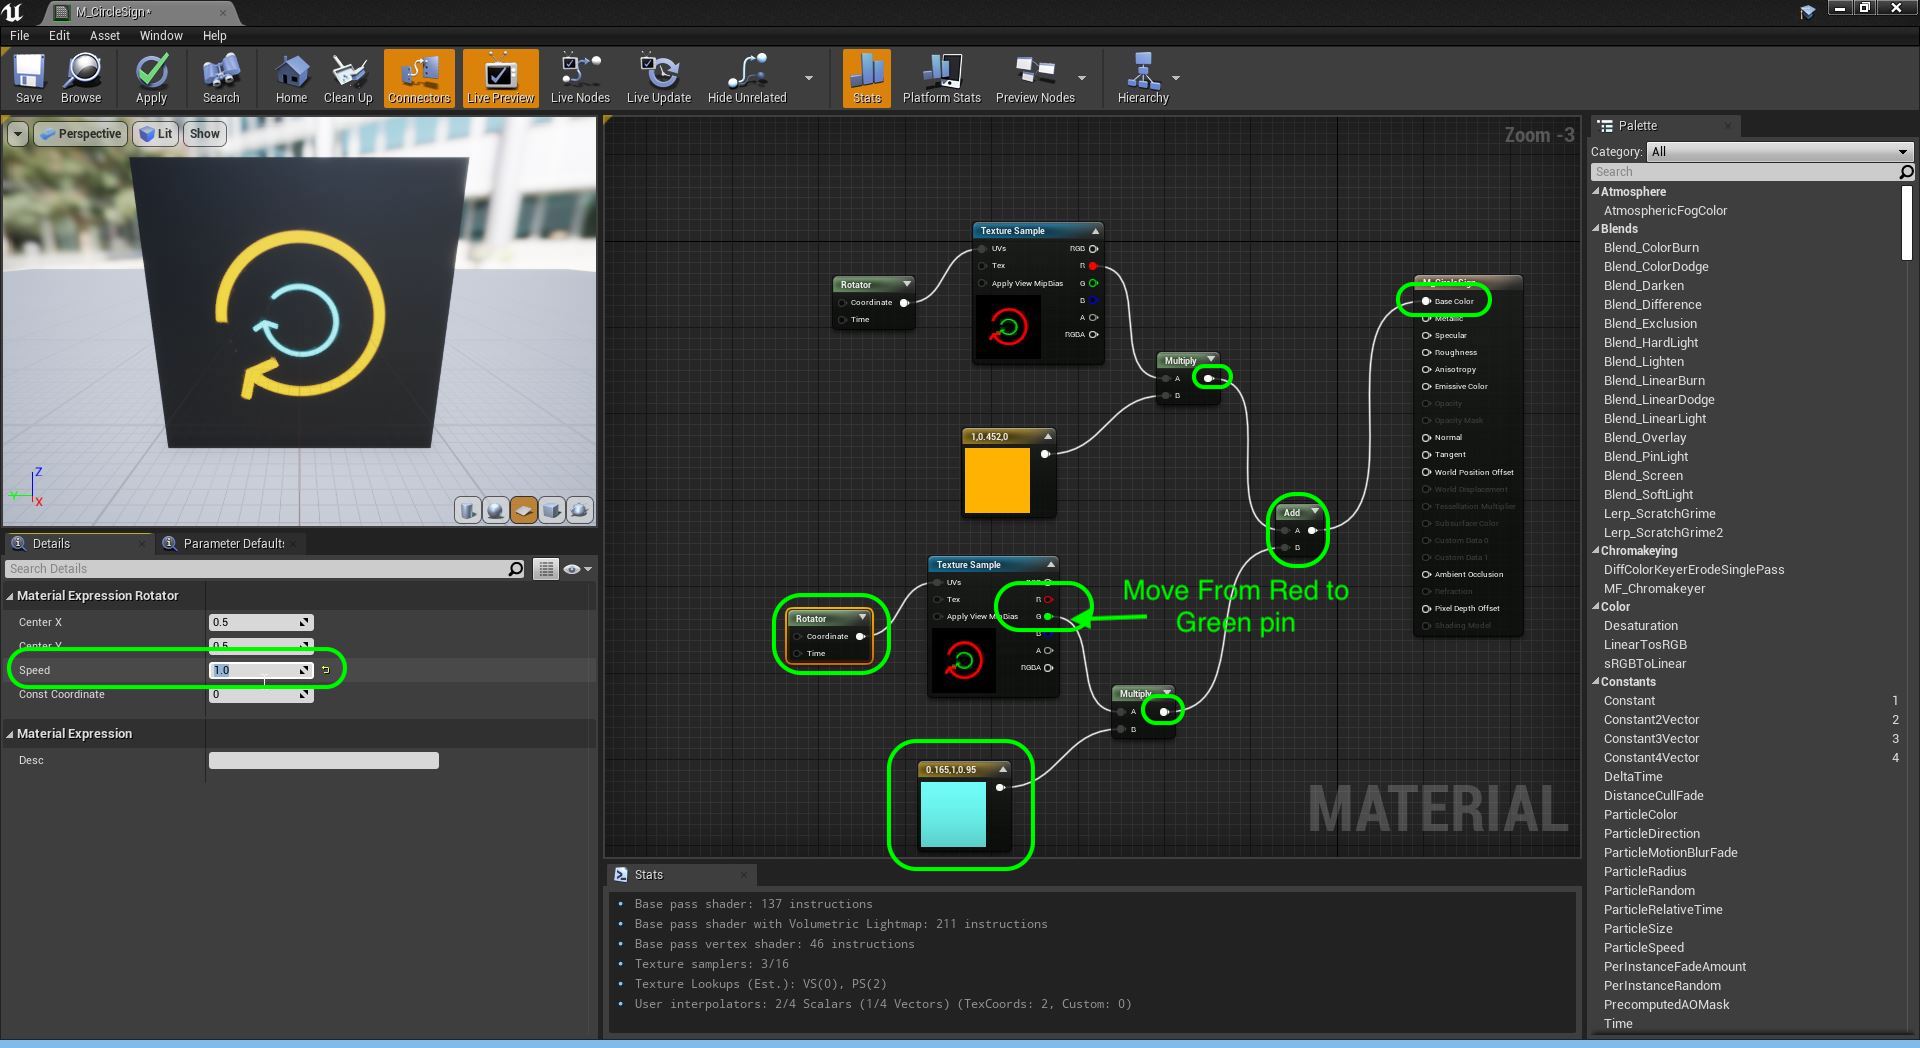 M_CircleSign*
File Edit Asset Window Help
Save Browse Apply Search Home Clean Up Connectors Live Preview Live Nodes Live Update Hide Unrelated Stats Platform Stats Preview Nodes Hierarchy
Perspective Lit Show
Z
Y
X
Details
Parameter Default
Search Details
Material Expression Rotator
Center X 0.5
Center Y 0.5
Speed 1.0
Const Coordinate 0
Material Expression
Desc
Zoom -3
Texture Sample
UVs RGB
Tex R
Apply View MipBias G
B
A
RGBA
Rotator
Coordinate
Time
Multiply
A
B
1,0.452,0
Texture Sample
UVs RGB
Tex R
Apply View MipBias G
B
A
RGBA
Rotator
Coordinate
Time
Multiply
A
B
0.165,1,0.95
Add
A
B
Move From Red to
Green pin
M_CircleSign
Base Color
Metallic
Specular
Roughness
Anisotropy
Emissive Color
Opacity
Opacity Mask
Normal
Tangent
World Position Offset
World Displacement
Tessellation Multiplier
Subsurface Color
Custom Data 0
Custom Data 1
Ambient Occlusion
Refraction
Pixel Depth Offset
Shading Model
MATERIAL
Stats
Base pass shader: 137 instructions
Base pass shader with Volumetric Lightmap: 211 instructions
Base pass vertex shader: 46 instructions
Texture samplers: 3/16
Texture Lookups (Est.): VS(0), PS(2)
User interpolators: 2/4 Scalars (1/4 Vectors) (TexCoords: 2, Custom: 0)
Palette
Category: All
Search
Atmosphere
AtmosphericFogColor
Blends
Blend_ColorBurn
Blend_ColorDodge
Blend_Darken
Blend_Difference
Blend_Exclusion
Blend_HardLight
Blend_Lighten
Blend_LinearBurn
Blend_LinearDodge
Blend_LinearLight
Blend_Overlay
Blend_PinLight
Blend_Screen
Blend_SoftLight
Lerp_ScratchGrime
Lerp_ScratchGrime2
Chromakeying
DiffColorKeyerErodeSinglePass
MF_Chromakeyer
Color
Desaturation
LinearTosRGB
sRGBToLinear
Constants
Constant 1
Constant2Vector 2
Constant3Vector 3
Constant4Vector 4
DeltaTime
DistanceCullFade
ParticleColor
ParticleDirection
ParticleMotionBlurFade
ParticleRadius
ParticleRandom
ParticleRelativeTime
ParticleSize
ParticleSpeed
PerInstanceFadeAmount
PerInstanceRandom
PrecomputedAOMask
Time